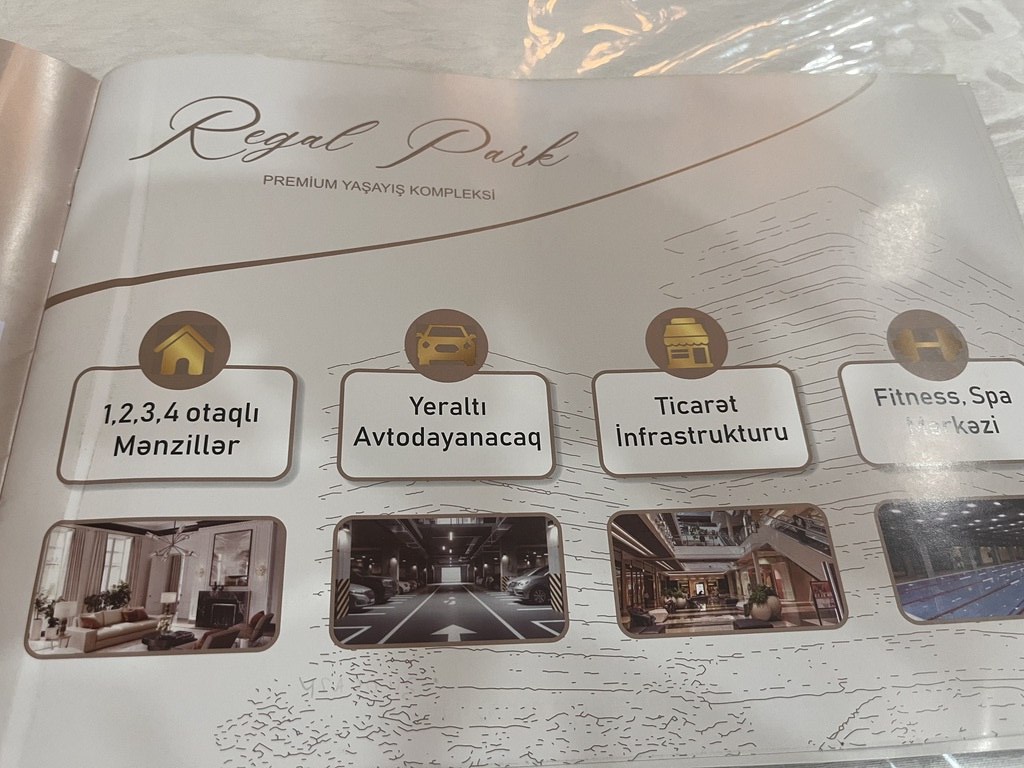 Regal Park
PREMİUM YAŞAYIŞ KOMPLEKSİ
1,2,3,4 otaqlı
Mənzillər
Yeraltı
Avtodayanacaq
Ticarət
İnfrastrukturu
Fitness, Spa
Mərkəzi